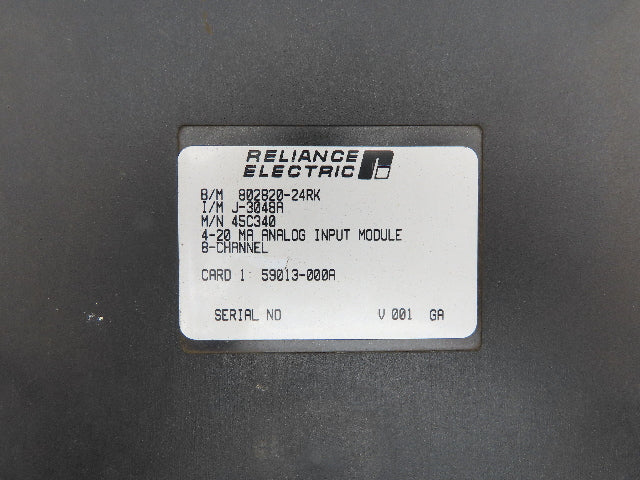 RELIANCE
ELECTRIC
B/M 802820-24RK
I/M J-3048A
M/N 45C340
4-20 MA ANALOG INPUT MODULE
8-CHANNEL
CARD 1 59013-000A
SERIAL NO V 001 GA